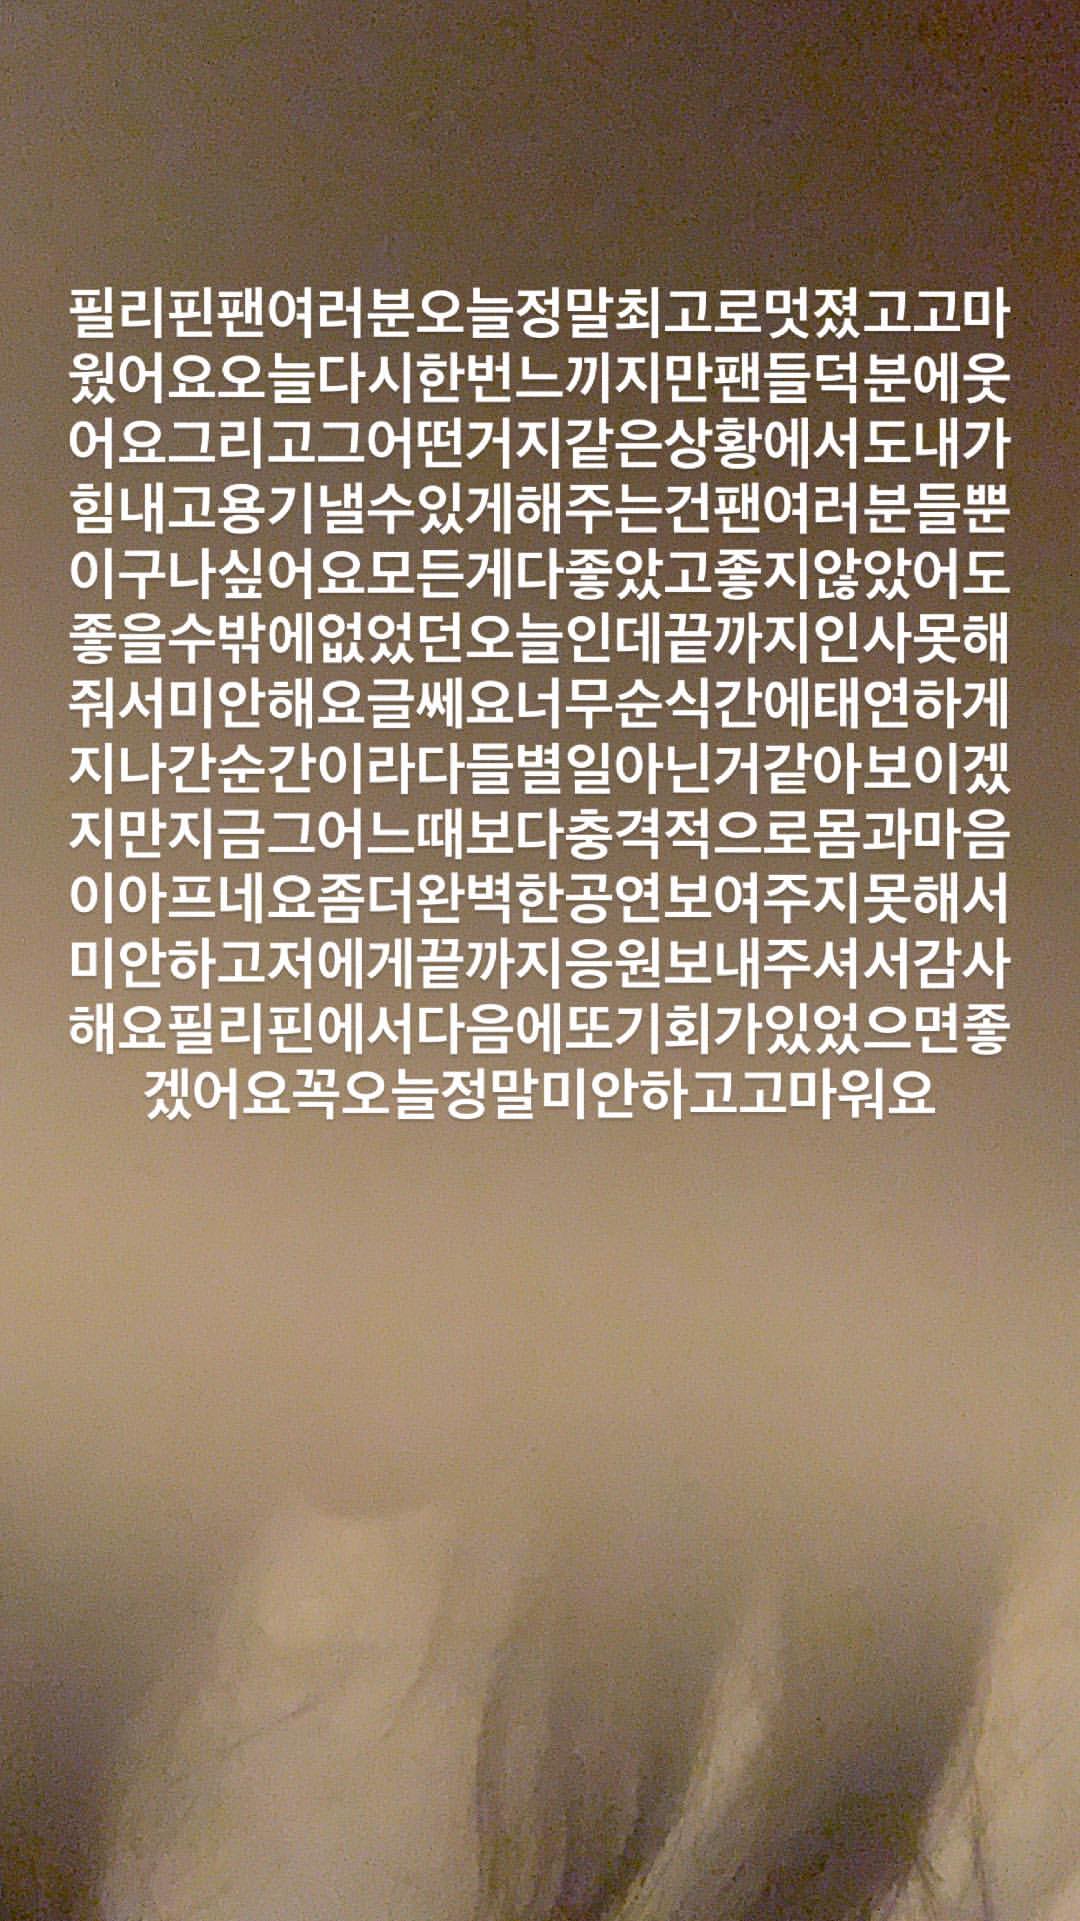 필리핀팬여러분오늘정말최고로멋졌고고마
웠어요오늘다시한번느끼지만팬들덕분에웃
어요그리고그어떤거지같은상황에서도내가
힘내고용기낼수있게해주는건팬여러분들뿐
이구나싶어요모든게다좋았고좋지않았어도
좋을수밖에없었던오늘인데끝까지인사못해
줘서미안해요글쎄요너무순식간에태연하게
지나간순간이라다들별일아닌거같아보이겠
지만지금그어느때보다충격적으로몸과마음
이아프네요좀더완벽한공연보여주지못해서
미안하고저에게끝까지응원보내주셔서감사
해요필리핀에서다음에또기회가있었으면좋
겠어요꼭오늘정말미안하고고마워요